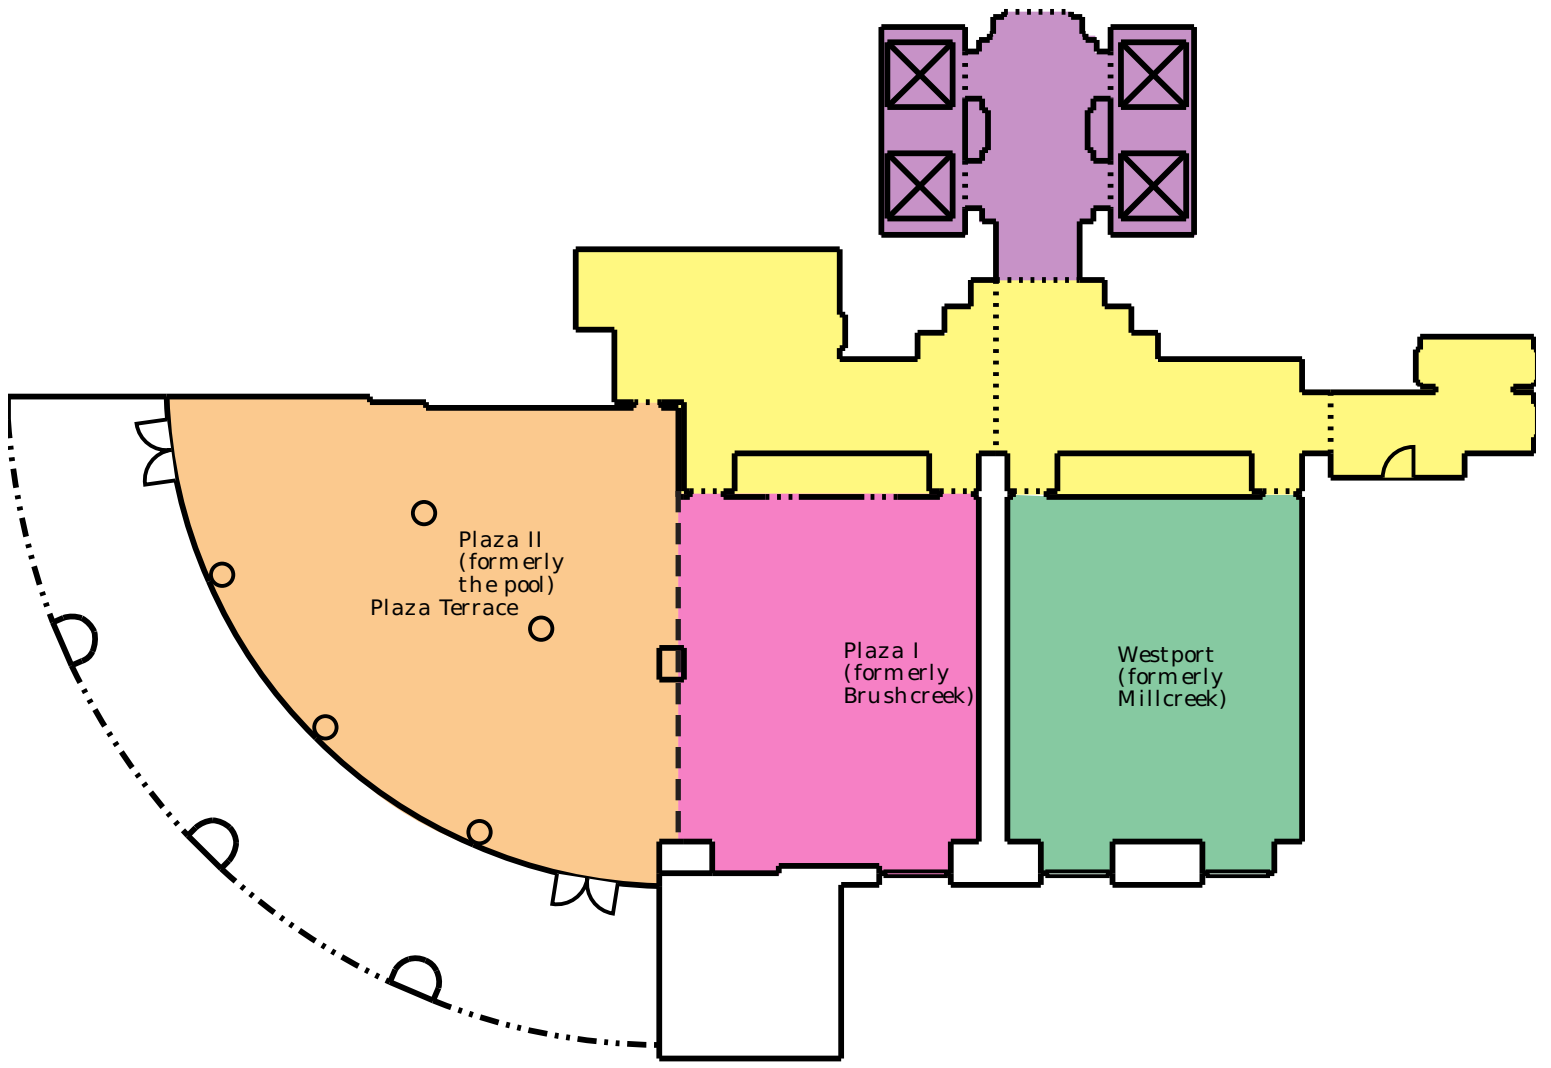 Plaza II
(formerly
the pool)
Plaza Terrace
Plaza I
(formerly
Brushcreek)
Westport
(formerly
Millcreek)